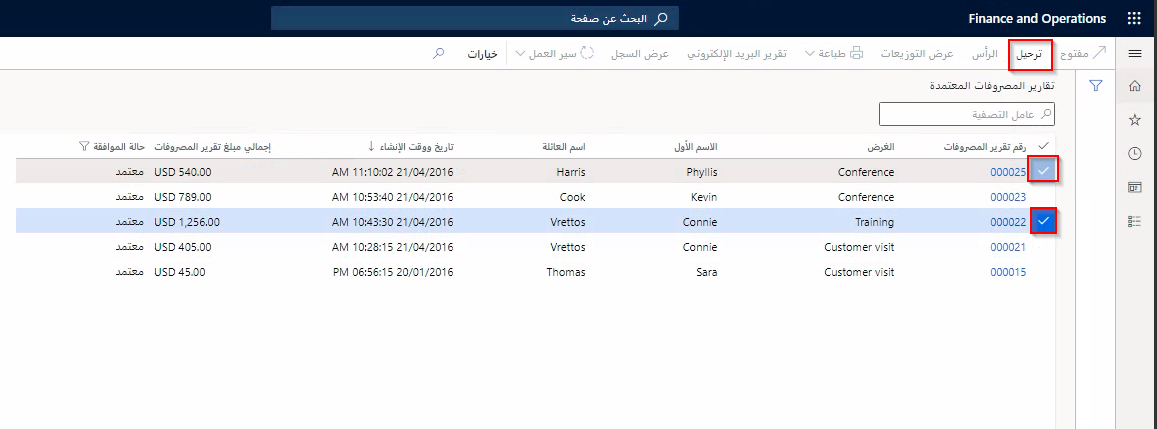 Finance and Operations البحث عن صفحة
مفتوح ترحيل الرأس عرض التوزيعات طباعة تقرير البريد الإلكتروني عرض السجل سير العمل خيارات
تقارير المصروفات المعتمدة
عامل التصفية
رقم تقرير المصروفات الغرض الاسم الأول اسم العائلة تاريخ ووقت الإنشاء إجمالي مبلغ تقرير المصروفات حالة الموافقة
000025 Conference Phyllis Harris 21/04/2016 11:10:02 AM 540.00 USD معتمد
000023 Conference Kevin Cook 21/04/2016 10:53:40 AM 789.00 USD معتمد
000022 Training Connie Vrettos 21/04/2016 10:43:30 AM 1,256.00 USD معتمد
000021 Customer visit Connie Vrettos 21/04/2016 10:28:15 AM 405.00 USD معتمد
000015 Customer visit Sara Thomas 20/01/2016 06:56:15 PM 45.00 USD معتمد